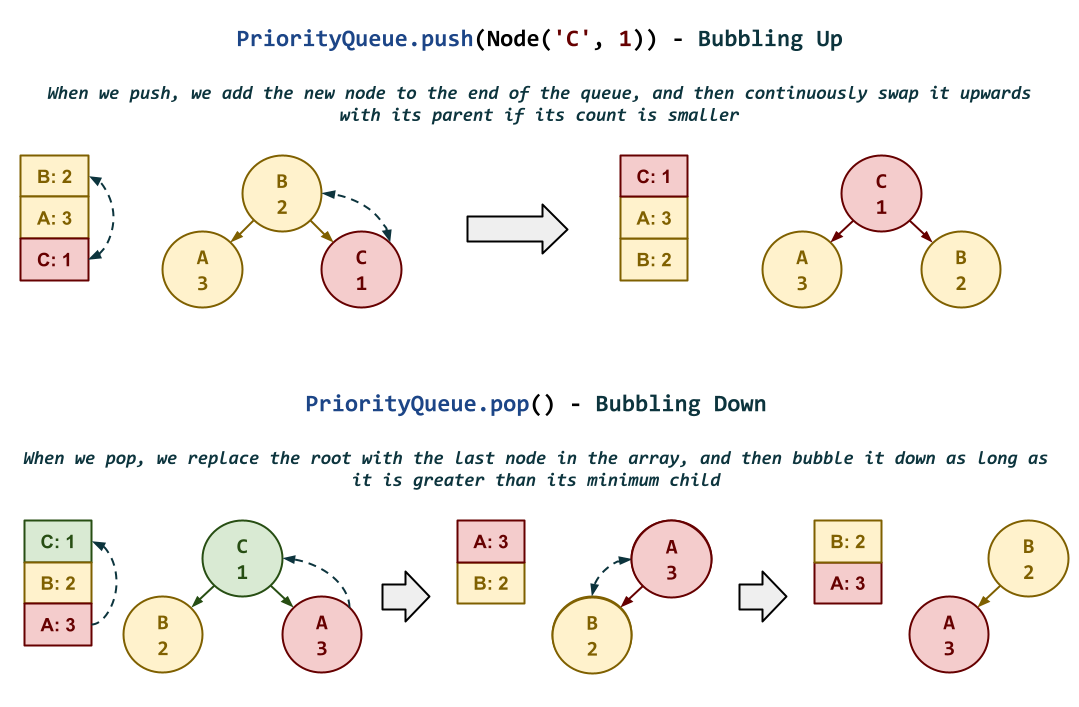 PriorityQueue.push(Node('C', 1)) - Bubbling Up
When we push, we add the new node to the end of the queue, and then continuously swap it upwards
with its parent if its count is smaller
B: 2
A: 3
C: 1
B
2
A
3
C
1
C: 1
A: 3
B: 2
C
1
A
3
B
2
PriorityQueue.pop() - Bubbling Down
When we pop, we replace the root with the last node in the array, and then bubble it down as long as
it is greater than its minimum child
C: 1
B: 2
A: 3
C
1
B
2
A
3
A: 3
B: 2
A
3
B
2
B: 2
A: 3
B
2
A
3